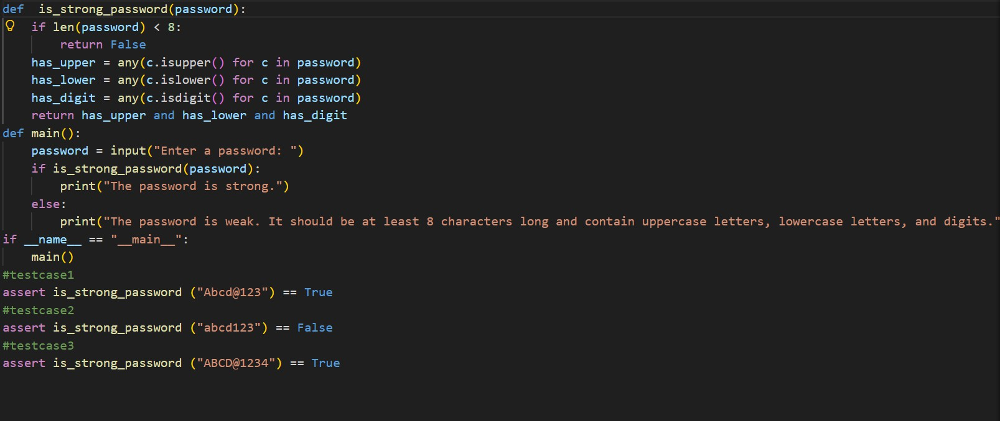 def  is_strong_password(password):
    if len(password) < 8:
        return False
    has_upper = any(c.isupper() for c in password)
    has_lower = any(c.islower() for c in password)
    has_digit = any(c.isdigit() for c in password)
    return has_upper and has_lower and has_digit
def main():
    password = input("Enter a password: ")
    if is_strong_password(password):
        print("The password is strong.")
    else:
        print("The password is weak. It should be at least 8 characters long and contain uppercase letters, lowercase letters, and digits."
if __name__ == "__main__":
    main()
#testcase1
assert is_strong_password ("Abcd@123") == True
#testcase2
assert is_strong_password ("abcd123") == False
#testcase3
assert is_strong_password ("ABCD@1234") == True